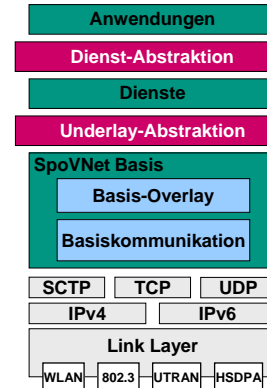 Anwendungen
Dienst-Abstraktion
Dienste
Underlay-Abstraktion
SpoVNet Basis
Basis-Overlay
Basiskommunikation
SCTP TCP UDP
IPv4 IPv6
Link Layer
WLAN 802.3 UTRAN HSDPA